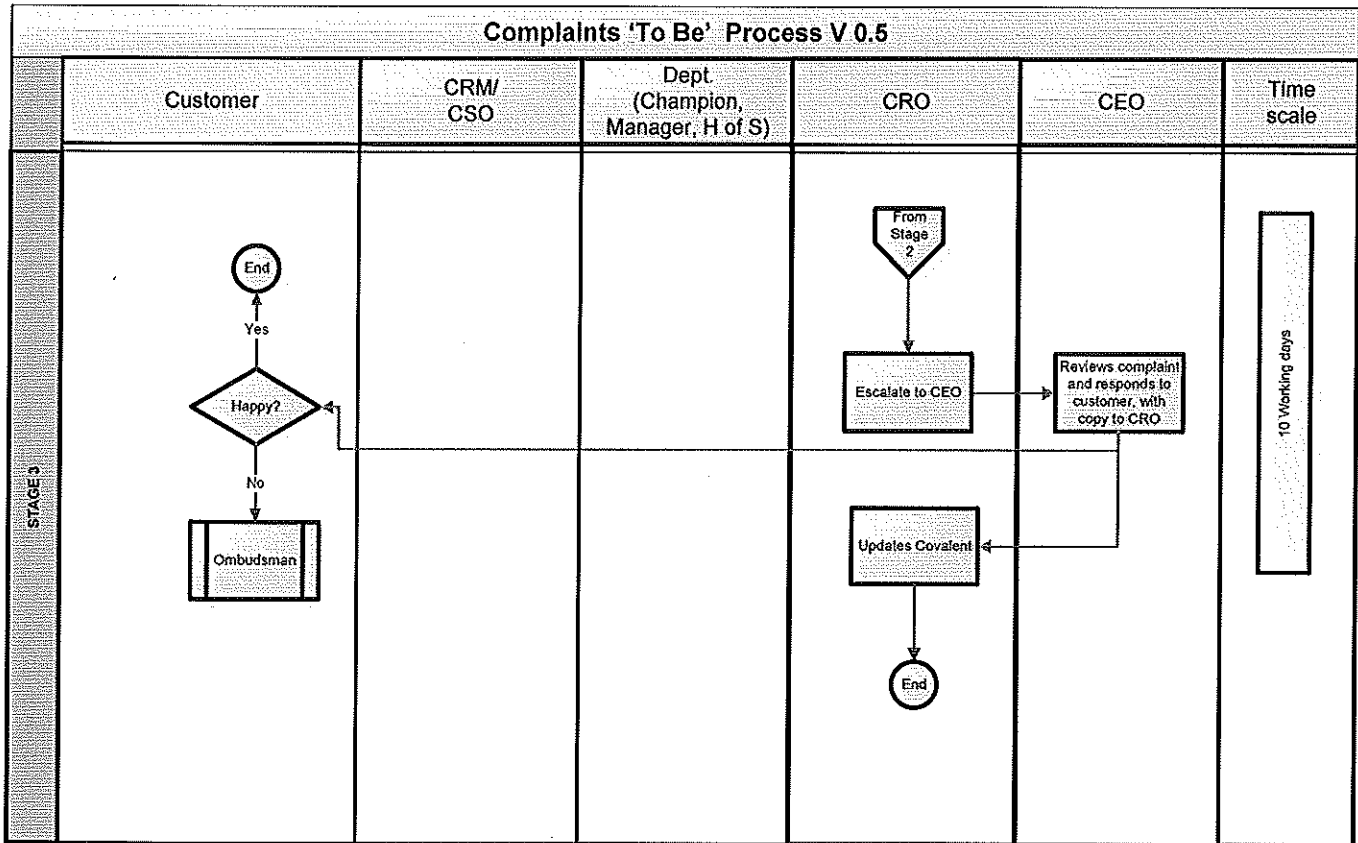 Complaints 'To Be' Process V 0.5
Customer
CRM/
CSO
Dept.
(Champion,
Manager, H of S)
CRO
CEO
Time
scale
STAGE 3
From
Stage
2
End
Yes
Happy?
No
Ombudsman
Escalate to CEO
Reviews complaint
and responds to
customer, with
copy to CRO
Updates Covalent
End
10 Working days